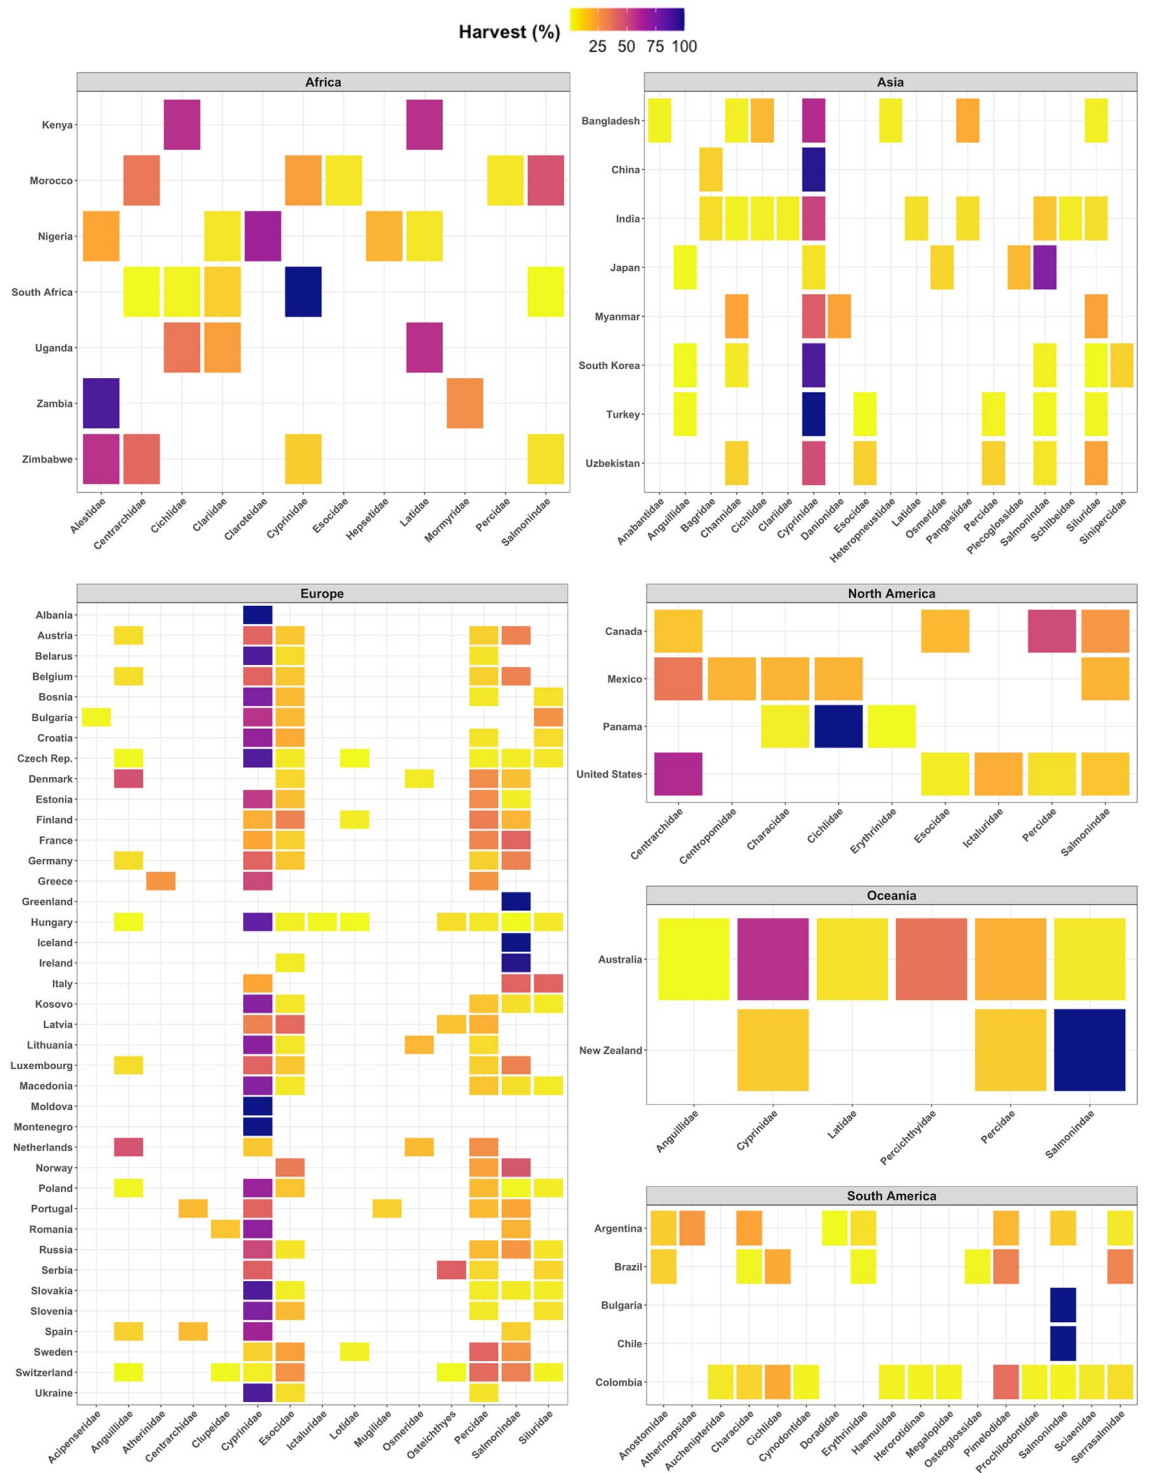 Harvest (%)
25 50 75 100
Africa
Kenya
Morocco
Nigeria
South Africa
Uganda
Zambia
Zimbabwe
Alestidae
Centrarchidae
Cichlidae
Clariidae
Claroteidae
Cyprinidae
Esocidae
Hepsetidae
Latidae
Mormyridae
Percidae
Salmonindae
Asia
Bangladesh
China
India
Japan
Myanmar
South Korea
Turkey
Uzbekistan
Anabantidae
Anguillidae
Bagridae
Channidae
Cichlidae
Clariidae
Cyprinidae
Danionidae
Esocidae
Heteropneustidae
Latidae
Osmeridae
Pangasiidae
Percidae
Plecoglossidae
Salmonindae
Schilbeidae
Siluridae
Sinipercidae
Europe
Albania
Austria
Belarus
Belgium
Bosnia
Bulgaria
Croatia
Czech Rep.
Denmark
Estonia
Finland
France
Germany
Greece
Greenland
Hungary
Iceland
Ireland
Italy
Kosovo
Latvia
Lithuania
Luxembourg
Macedonia
Moldova
Montenegro
Netherlands
Norway
Poland
Portugal
Romania
Russia
Serbia
Slovakia
Slovenia
Spain
Sweden
Switzerland
Ukraine
Acipenseridae
Anguillidae
Atherinidae
Centrarchidae
Clupeidae
Cyprinidae
Esocidae
Ictaluridae
Lotidae
Mugilidae
Osmeridae
Osteichthyes
Percidae
Salmonindae
Siluridae
North America
Canada
Mexico
Panama
United States
Centrarchidae
Centropomidae
Characidae
Cichlidae
Erythrinidae
Esocidae
Ictaluridae
Percidae
Salmonindae
Oceania
Australia
New Zealand
Anguillidae
Cyprinidae
Latidae
Percichthyidae
Percidae
Salmonindae
South America
Argentina
Brazil
Bulgaria
Chile
Colombia
Anostomidae
Atherinopsidae
Auchenipteridae
Characidae
Cichlidae
Cynodontidae
Doradidae
Erythrinidae
Haemulidae
Herorotidinae
Megalopidae
Osteoglossidae
Pimelodidae
Prochilodontidae
Salmonindae
Sciaenidae
Serrasalmidae